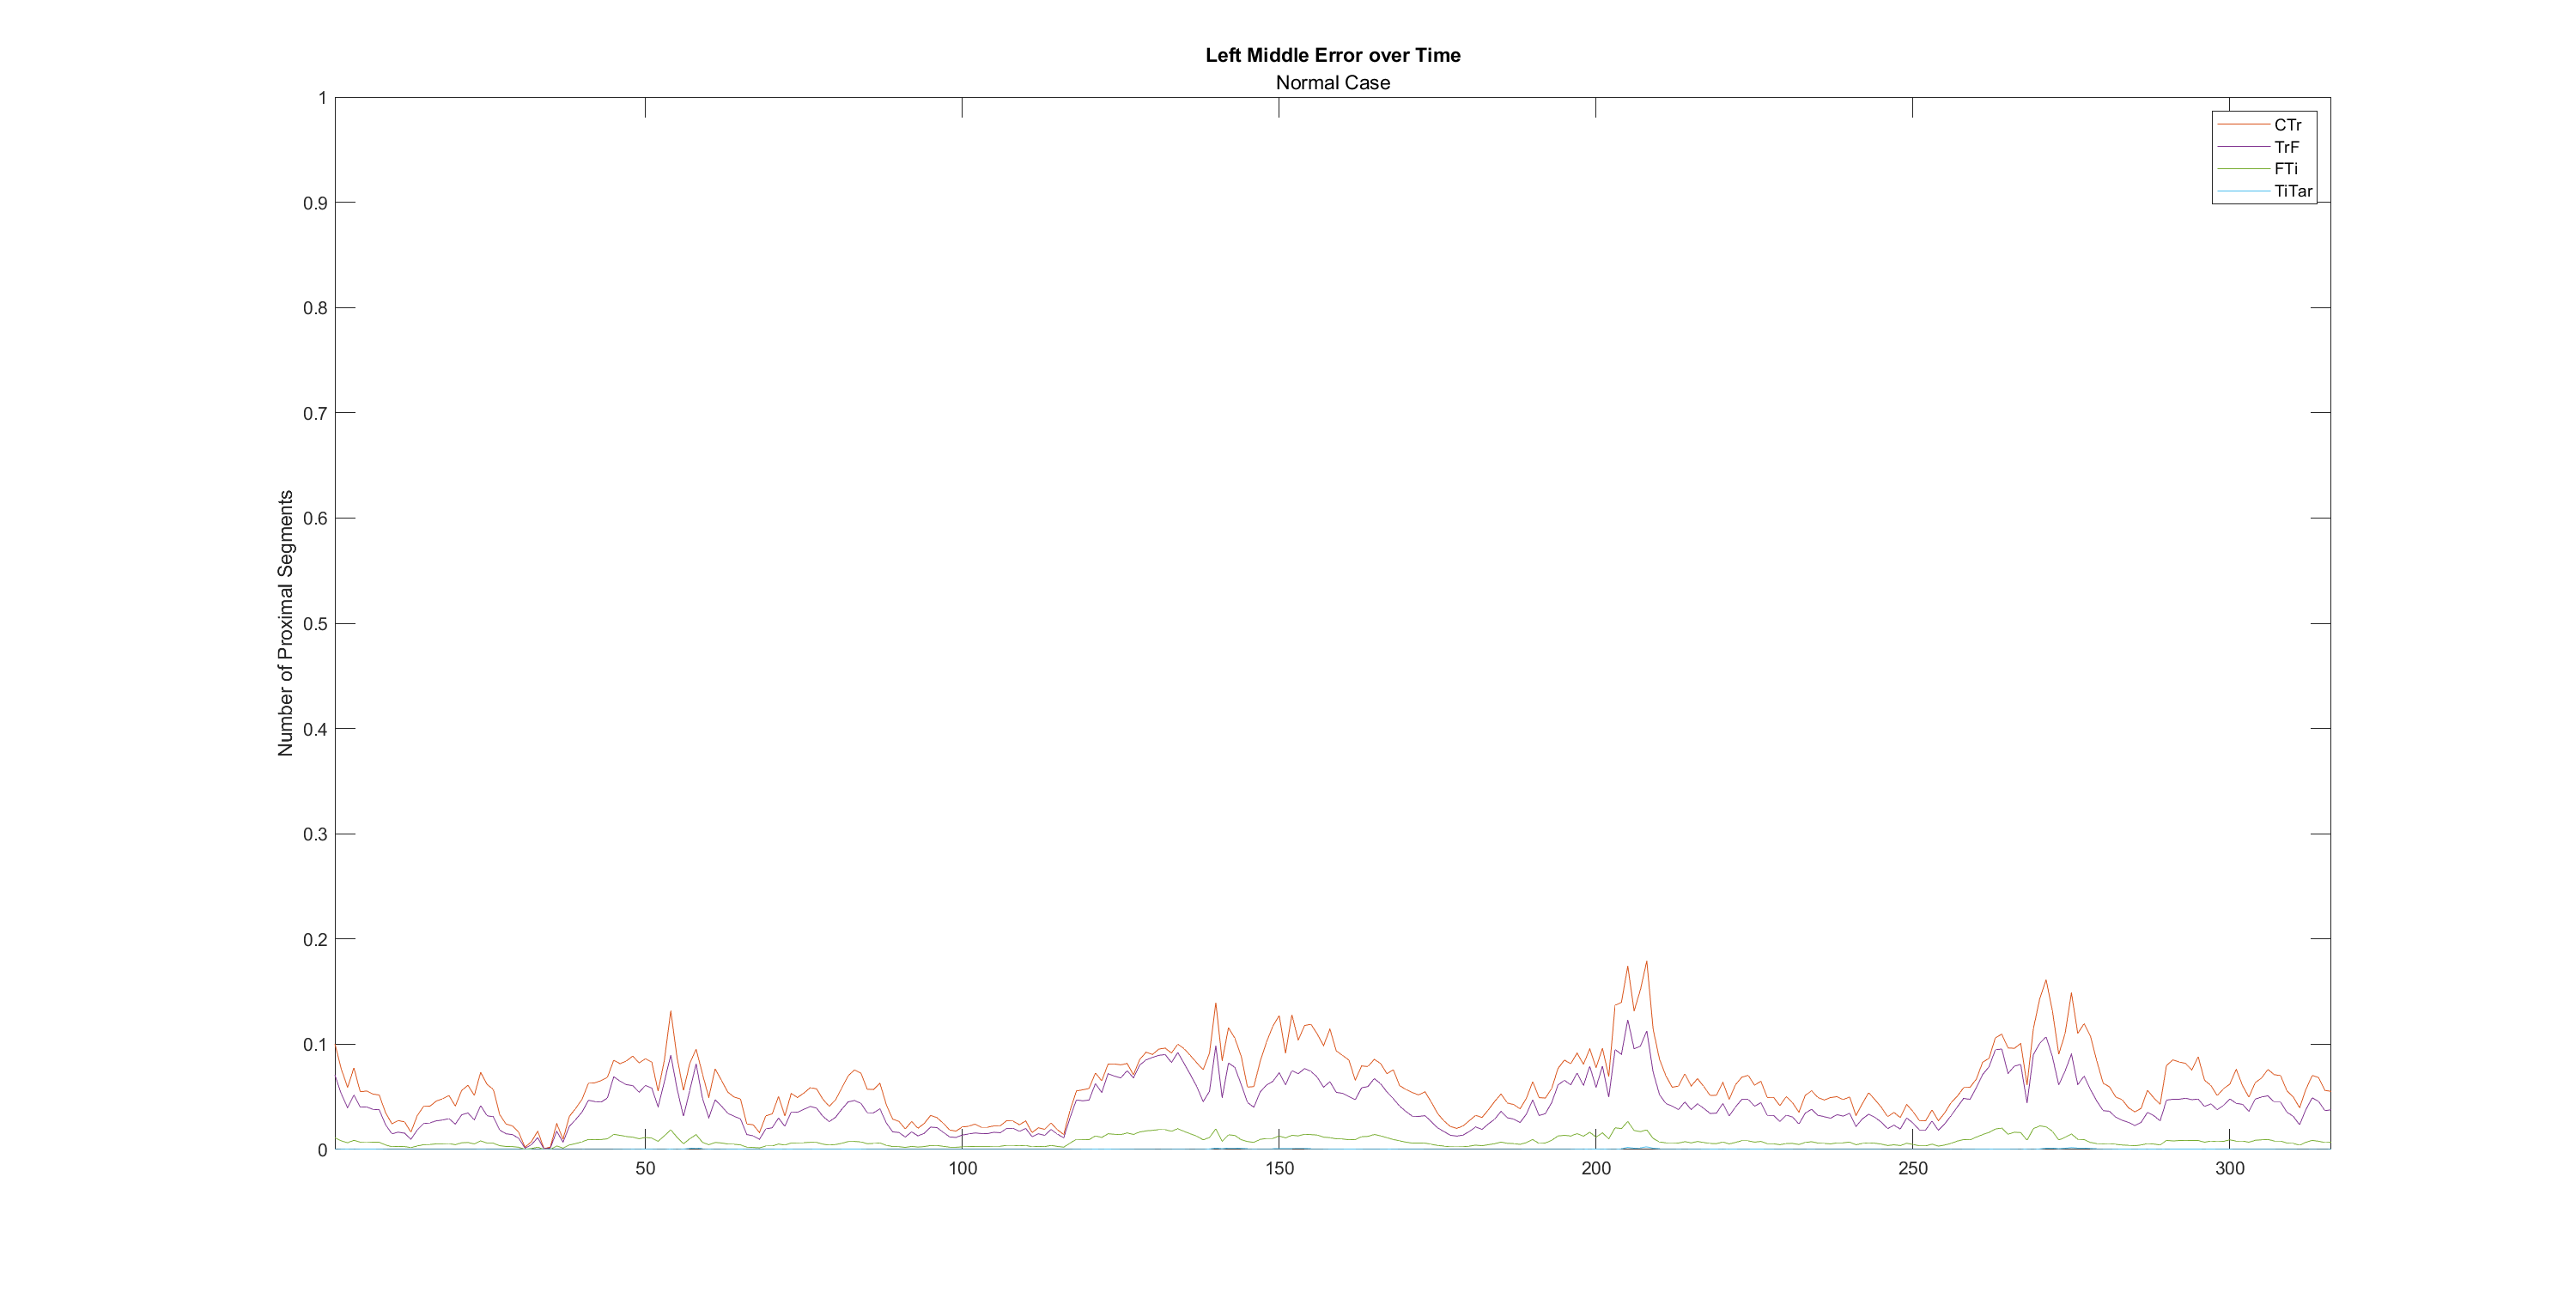 Left Middle Error over Time
Normal Case
1
0.9
0.8
0.7
0.6
0.5
0.4
0.3
0.2
0.1
0
Number of Proximal Segments
50
100
150
200
250
300
CTr
TrF
FTi
TiTar